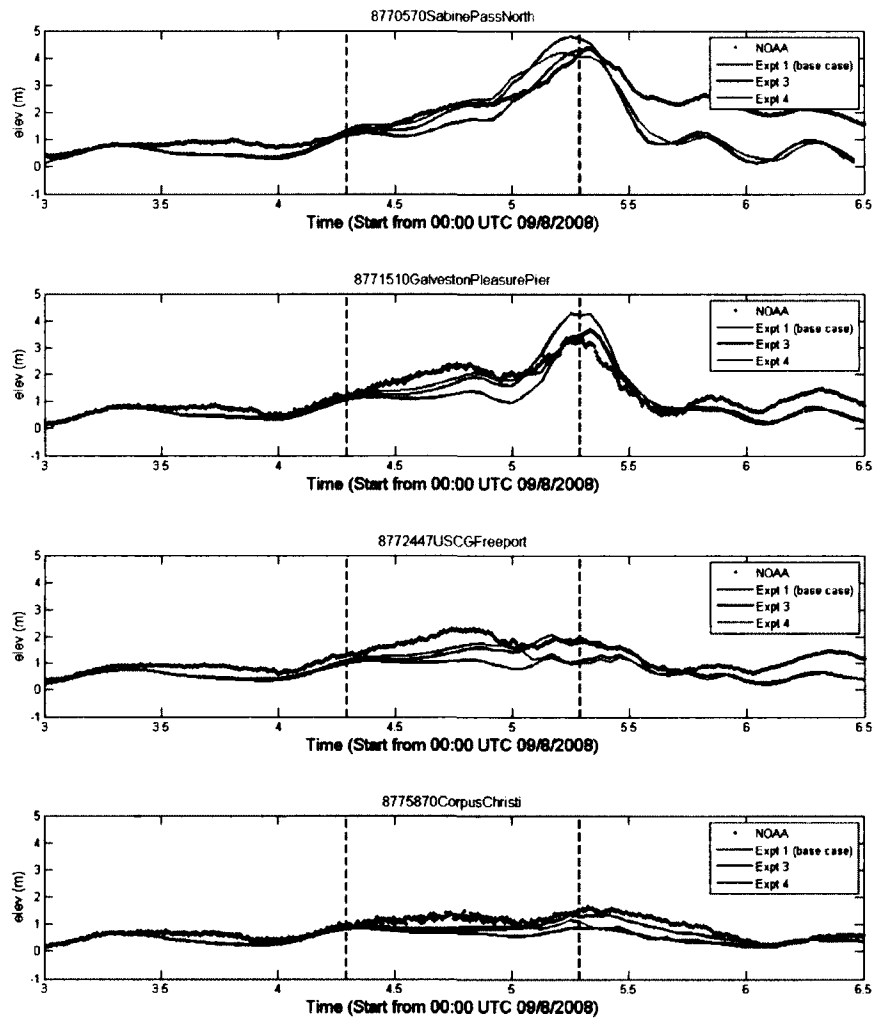 8770570SabinePassNorth
5
4
3
2
1
0
-1
elev (m)
NOAA
Expt 1 (base case)
Expt 3
Expt 4
3 3.5 4 4.5 5 5.5 6 6.5
Time (Start from 00:00 UTC 09/8/2008)
8771510GalvestonPleasurePier
5
4
3
2
1
0
-1
elev (m)
NOAA
Expt 1 (base case)
Expt 3
Expt 4
3 3.5 4 4.5 5 5.5 6 6.5
Time (Start from 00:00 UTC 09/8/2008)
8772447USCGFreeport
5
4
3
2
1
0
-1
elev (m)
NOAA
Expt 1 (base case)
Expt 3
Expt 4
3 3.5 4 4.5 5 5.5 6 6.5
Time (Start from 00:00 UTC 09/8/2008)
8775870CorpusChristi
5
4
3
2
1
0
-1
elev (m)
NOAA
Expt 1 (base case)
Expt 3
Expt 4
3 3.5 4 4.5 5 5.5 6 6.5
Time (Start from 00:00 UTC 09/8/2008)